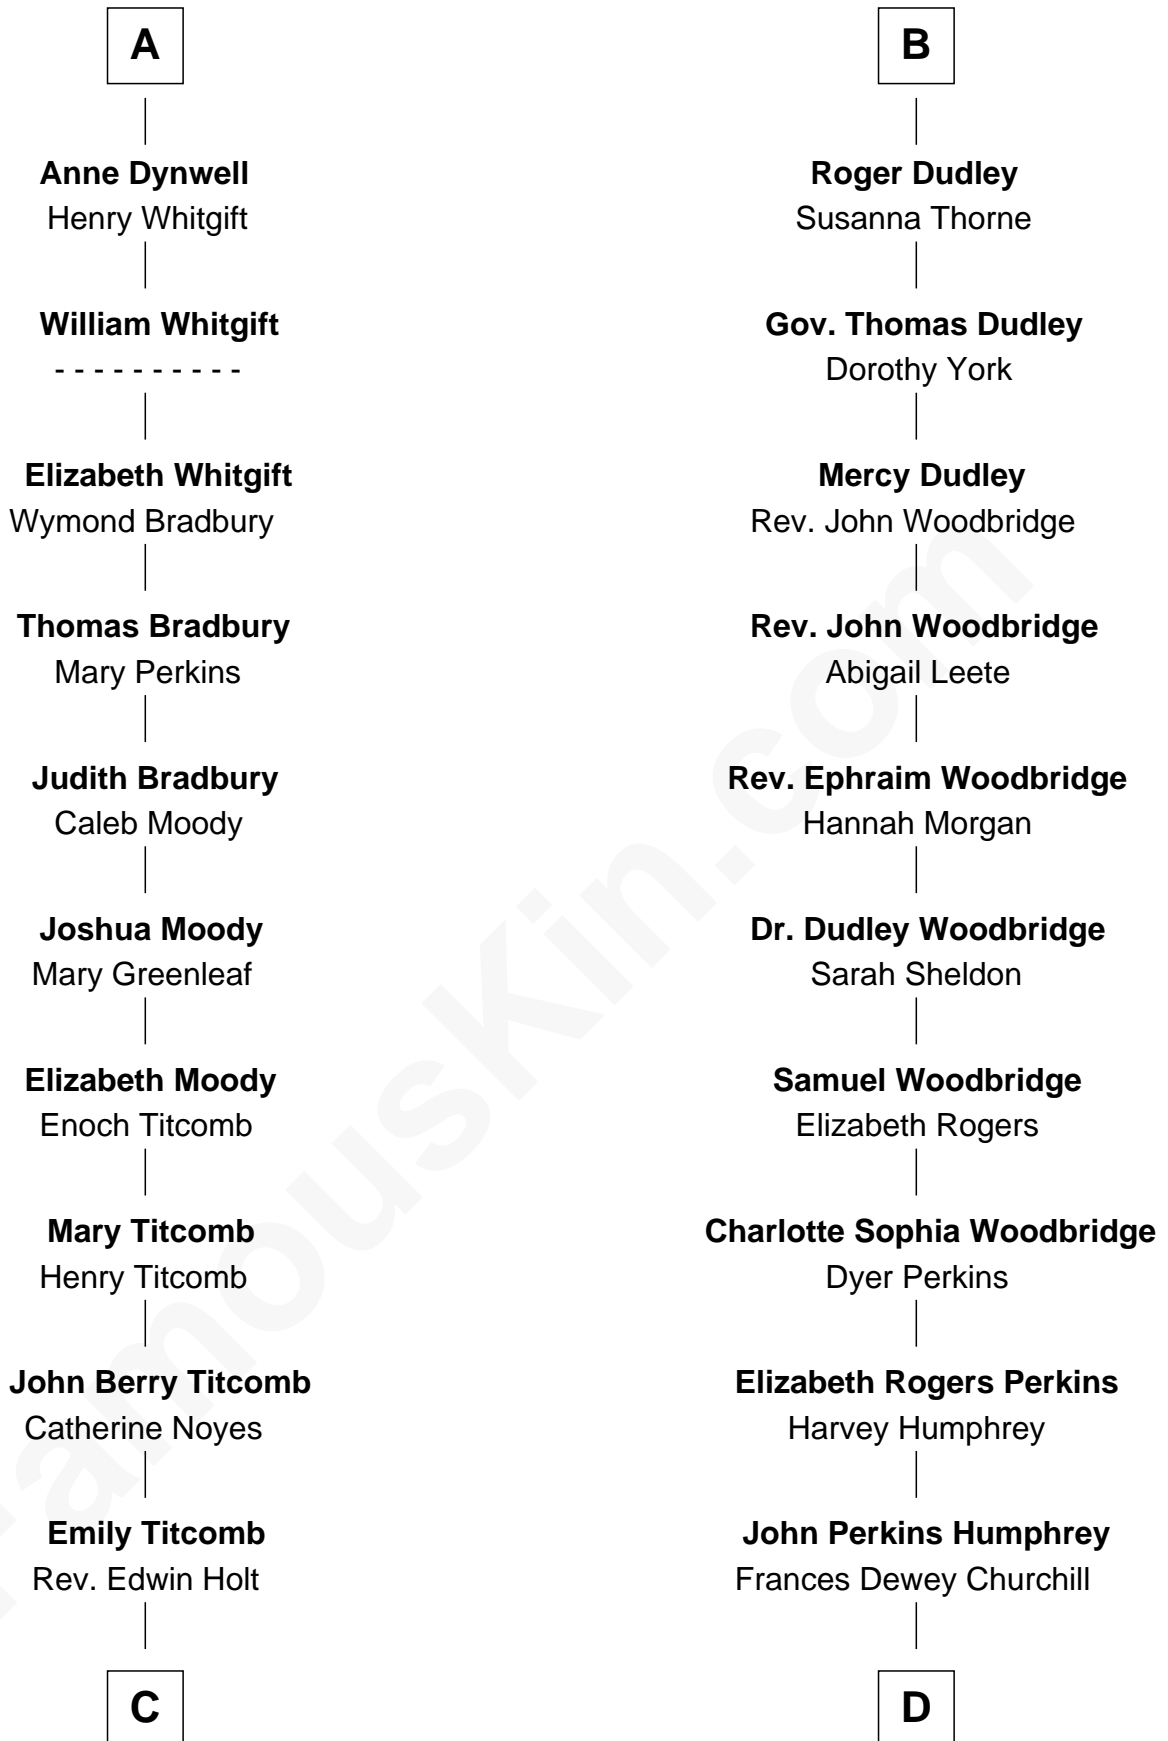 A
Anne Dynwell
Henry Whitgift
William Whitgift
- - - - - - - - - -
Elizabeth Whitgift
Wymond Bradbury
Thomas Bradbury
Mary Perkins
Judith Bradbury
Caleb Moody
Joshua Moody
Mary Greenleaf
Elizabeth Moody
Enoch Titcomb
Mary Titcomb
Henry Titcomb
John Berry Titcomb
Catherine Noyes
Emily Titcomb
Rev. Edwin Holt
C
B
Roger Dudley
Susanna Thorne
Gov. Thomas Dudley
Dorothy York
Mercy Dudley
Rev. John Woodbridge
Rev. John Woodbridge
Abigail Leete
Rev. Ephraim Woodbridge
Hannah Morgan
Dr. Dudley Woodbridge
Sarah Sheldon
Samuel Woodbridge
Elizabeth Rogers
Charlotte Sophia Woodbridge
Dyer Perkins
Elizabeth Rogers Perkins
Harvey Humphrey
John Perkins Humphrey
Frances Dewey Churchill
D
FamousKin.com